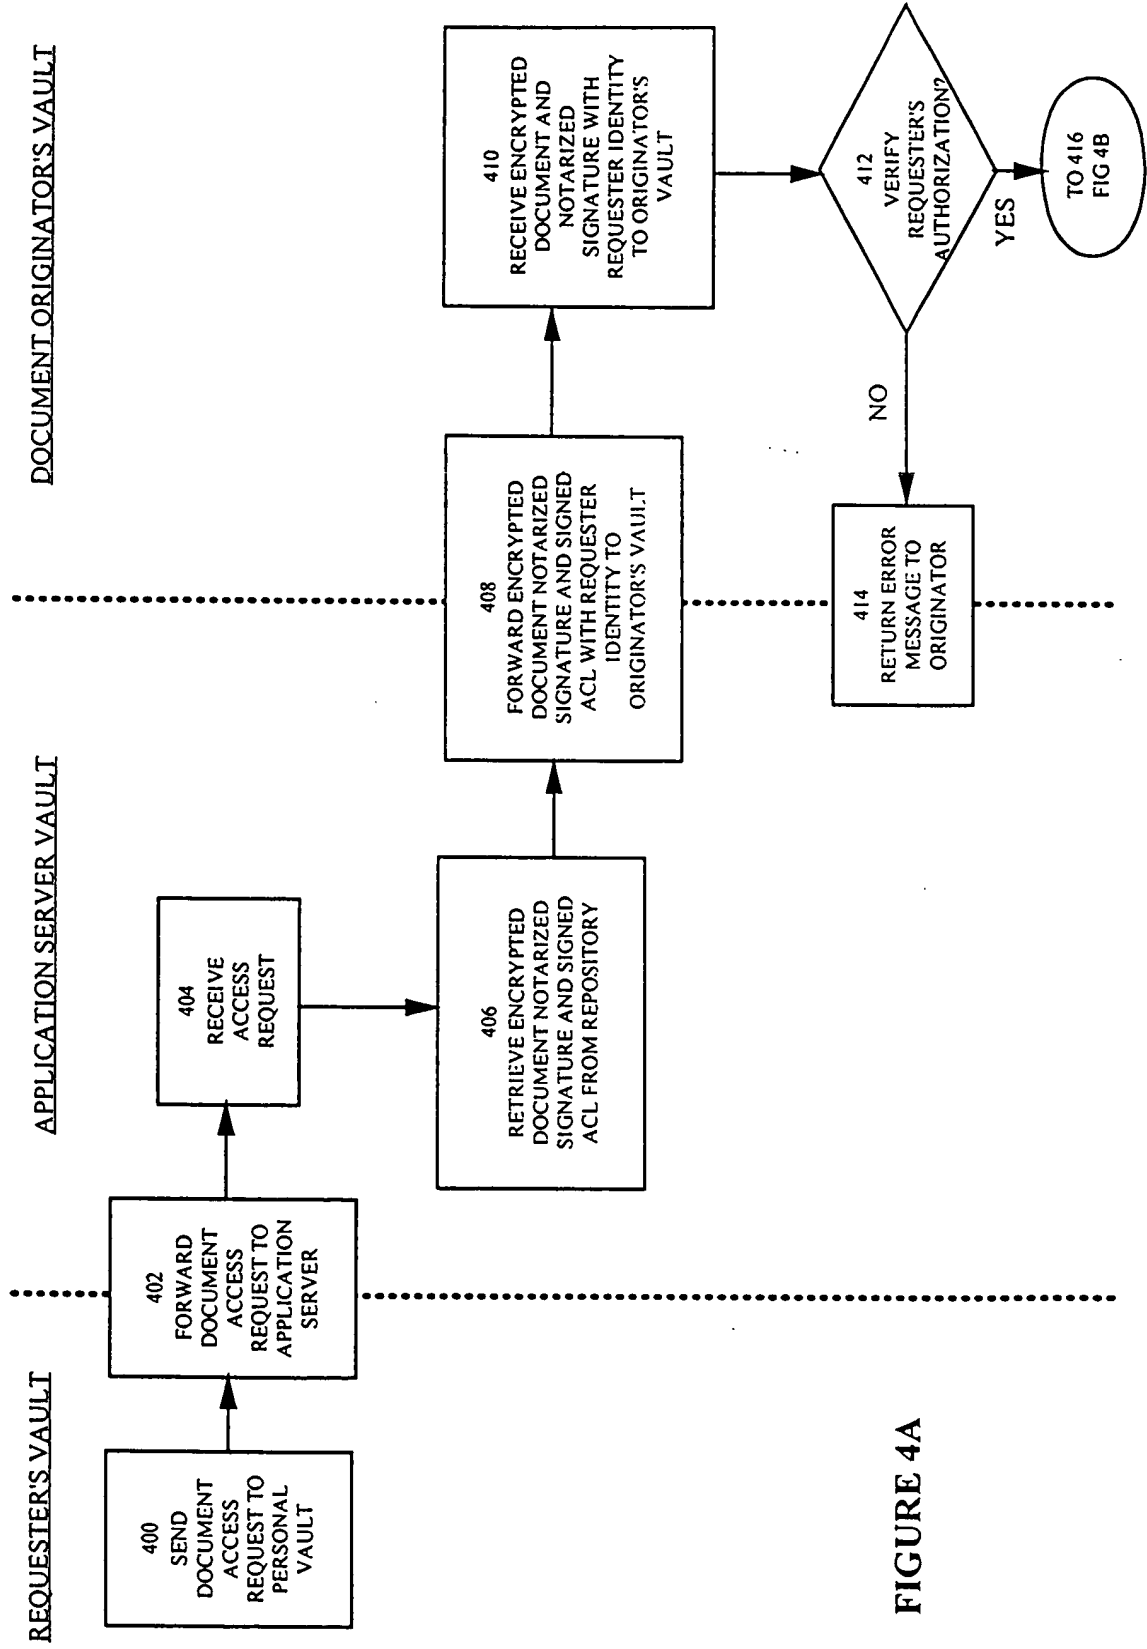 REQUESTER'S VAULT
APPLICATION SERVER VAULT
DOCUMENT ORIGINATOR'S VAULT
400
SEND
DOCUMENT
ACCESS
REQUEST TO
PERSONAL
VAULT
402
FORWARD
DOCUMENT
ACCESS
REQUEST TO
APPLICATION
SERVER
404
RECEIVE
ACCESS
REQUEST
406
RETRIEVE ENCRYPTED
DOCUMENT NOTARIZED
SIGNATURE AND SIGNED
ACL FROM REPOSITORY
408
FORWARD ENCRYPTED
DOCUMENT NOTARIZED
SIGNATURE AND SIGNED
ACL WITH REQUESTER
IDENTITY TO
ORIGINATOR'S VAULT
410
RECEIVE ENCRYPTED
DOCUMENT AND
NOTARIZED
SIGNATURE WITH
REQUESTER IDENTITY
TO ORIGINATOR'S
VAULT
412
VERIFY
REQUESTER'S
AUTHORIZATION?
NO
YES
414
RETURN ERROR
MESSAGE TO
ORIGINATOR
TO 416
FIG 4B
FIGURE 4A